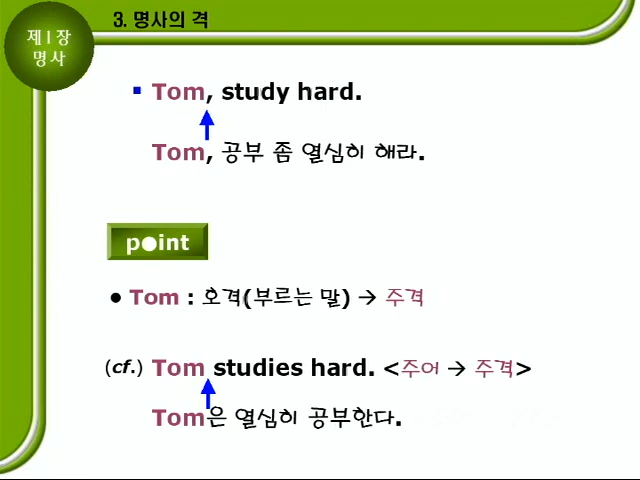 3. 명사의 격
제 I 장
명사
▪ Tom, study hard.
Tom, 공부 좀 열심히 해라.
point
● Tom : 호격(부르는 말) → 주격
(cf.) Tom studies hard. <주어 → 주격>
Tom은 열심히 공부한다.